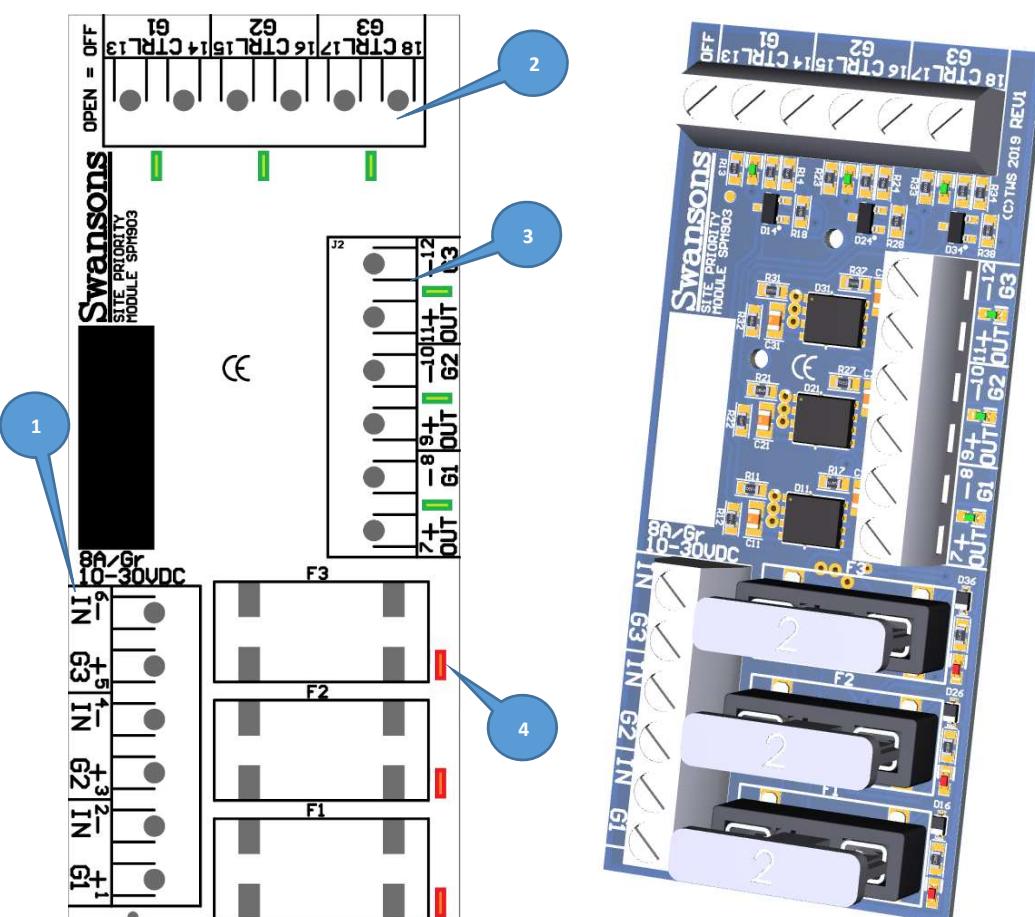 OPEN = OFF
G1
G2
G3
13 CTRL 14
15 CTRL 16
17 CTRL 18
2
Swansons
SITE PRIORITY
MODULE SPM903
J2
3
-12
G3
11+
OUT
-10
G2
9+
OUT
-8
G1
7+
OUT
CE
1
8A/Gr
10-30VDC
6-
IN
G3
+5
4-
IN
G2
+3
2-
IN
G1
+1
F3
F2
F1
4
OFF
G1
G2
G3
13 CTRL 14
15 CTRL 16
17 CTRL 18
(C)TWS 2019 REV1
R13
R14
R23
R24
R33
R34
D14
R18
D24
R28
D34
R38
Swansons
SITE PRIORITY
MODULE SPM903
R31
R37
D31
R32
C31
CE
R21
R27
D21
R22
C21
R11
R17
D11
R12
C11
-12
G3
11+
OUT
-10
G2
9+
OUT
-8
G1
7+
OUT
8A/Gr
10-30VDC
IN
G3
IN
G2
IN
G1
F3
D36
2
F2
D26
2
F1
D16
2